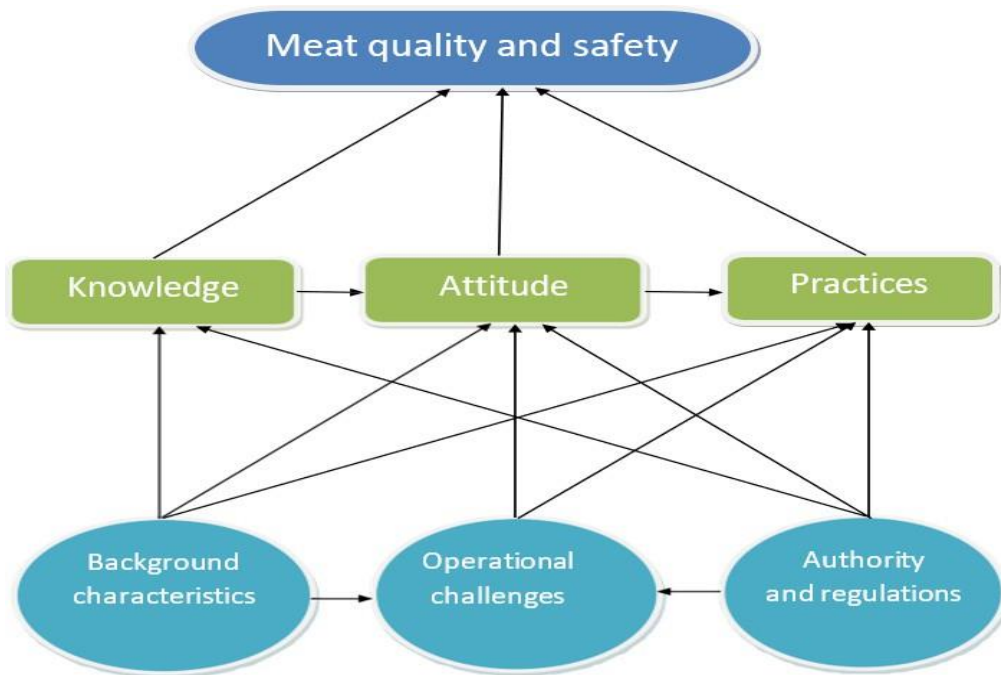 Meat quality and safety
Knowledge
Attitude
Practices
Background
characteristics
Operational
challenges
Authority
and regulations